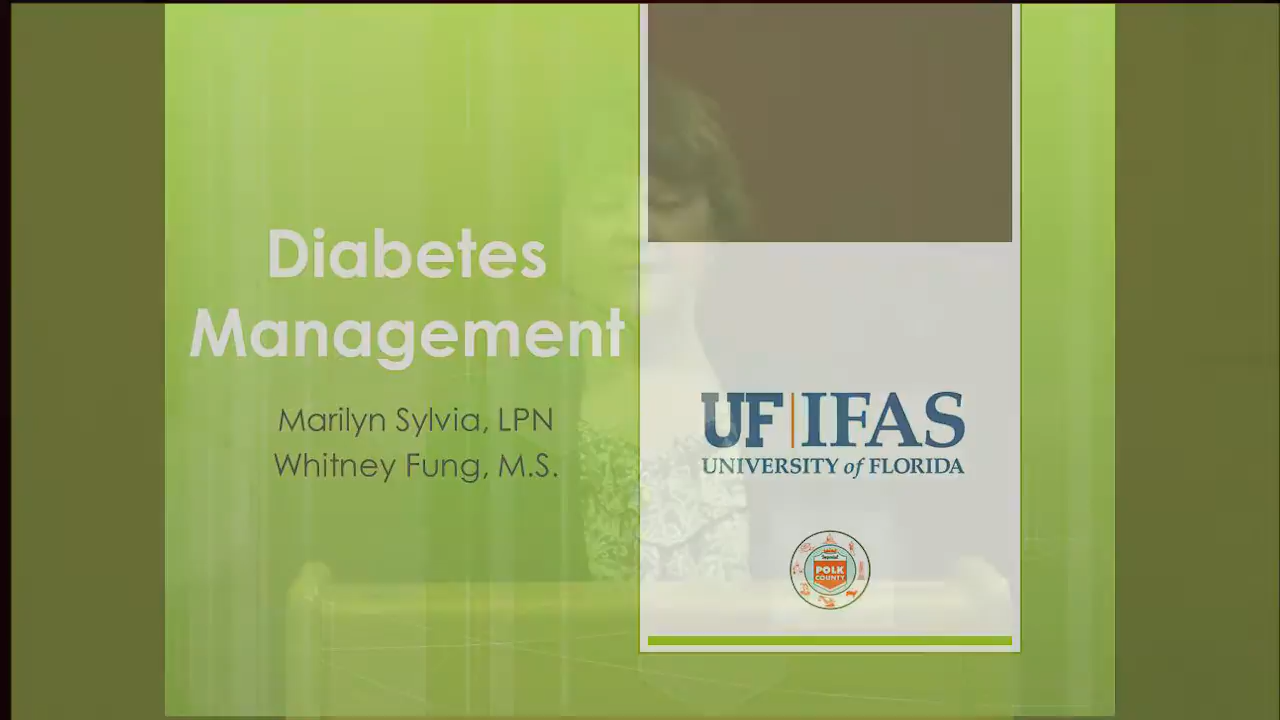 Diabetes
Management
Marilyn Sylvia, LPN
Whitney Fung, M.S.
UF|IFAS
UNIVERSITY of FLORIDA
POLK
COUNTY